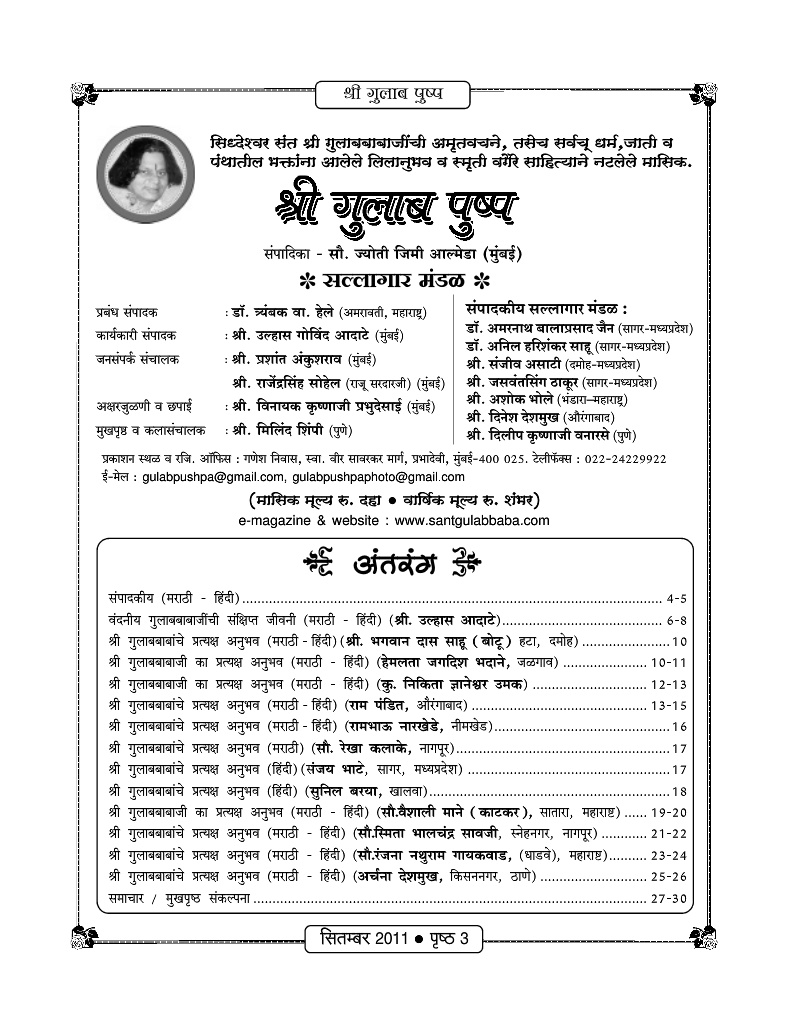 श्री गुलाब पुष्प
सिध्देश्वर संत श्री गुलाबबाबाजींची अमृतवचने, तसेच सर्वच् धर्म,जाती व
पंथातील भक्तांना आलेले लिलानुभव व स्मृती वगैरे साहित्याने नटलेले मासिक.
श्री गुलाब पुष्प
संपादिका - सौ. ज्योती जिमी आल्मेडा (मुंबई)
✻ सल्लागार मंडळ ✻
प्रबंध संपादक : डॉ. त्र्यंबक वा. हेले (अमरावती, महाराष्ट्र)
कार्यकारी संपादक : श्री. उल्हास गोविंद आदाटे (मुंबई)
जनसंपर्क संचालक : श्री. प्रशांत अंकुशराव (मुंबई)
श्री. राजेंद्रसिंह सोहेल (राजू सरदारजी) (मुंबई)
अक्षरजुळणी व छपाई : श्री. विनायक कृष्णाजी प्रभुदेसाई (मुंबई)
मुखपृष्ठ व कलासंचालक : श्री. मिलिंद शिंपी (पुणे)
संपादकीय सल्लागार मंडळ :
डॉ. अमरनाथ बालाप्रसाद जैन (सागर-मध्यप्रदेश)
डॉ. अनिल हरिशंकर साहू (सागर-मध्यप्रदेश)
श्री. संजीव असाटी (दमोह-मध्यप्रदेश)
श्री. जसवंतसिंग ठाकूर (सागर-मध्यप्रदेश)
श्री. अशोक भोले (भंडारा–महाराष्ट्र)
श्री. दिनेश देशमुख (औरंगाबाद)
श्री. दिलीप कृष्णाजी वनारसे (पुणे)
प्रकाशन स्थळ व रजि. ऑफिस : गणेश निवास, स्वा. वीर सावरकर मार्ग, प्रभादेवी, मुंबई-400 025. टेलीफॅक्स : 022-24229922
ई-मेल : gulabpushpa@gmail.com, gulabpushpaphoto@gmail.com
(मासिक मूल्य रु. दहा ● वार्षिक मूल्य रु. शंभर)
e-magazine & website : www.santgulabbaba.com
अंतरंग
संपादकीय (मराठी - हिंदी) ........ 4-5
वंदनीय गुलाबबाबाजींची संक्षिप्त जीवनी (मराठी - हिंदी) (श्री. उल्हास आदाटे)........ 6-8
श्री गुलाबबाबांचे प्रत्यक्ष अनुभव (मराठी - हिंदी)(श्री. भगवान दास साहू ( बोटू ) हटा, दमोह) ........ 10
श्री गुलाबबाबाजी का प्रत्यक्ष अनुभव (मराठी - हिंदी) (हेमलता जगदिश भदाने, जळगाव) ........ 10-11
श्री गुलाबबाबाजी का प्रत्यक्ष अनुभव (मराठी - हिंदी) (कु. निकिता ज्ञानेश्वर उमक) ........ 12-13
श्री गुलाबबाबांचे प्रत्यक्ष अनुभव (मराठी - हिंदी) (राम पंडित, औरंगाबाद) ........ 13-15
श्री गुलाबबाबांचे प्रत्यक्ष अनुभव (मराठी - हिंदी) (रामभाऊ नारखेडे, नीमखेड)........ 16
श्री गुलाबबाबांचे प्रत्यक्ष अनुभव (मराठी) (सौ. रेखा कलाके, नागपूर)........ 17
श्री गुलाबबाबांचे प्रत्यक्ष अनुभव (हिंदी)(संजय भाटे, सागर, मध्यप्रदेश) ........ 17
श्री गुलाबबाबांचे प्रत्यक्ष अनुभव (हिंदी) (सुनिल बरया, खालवा)........ 18
श्री गुलाबबाबाजी का प्रत्यक्ष अनुभव (मराठी - हिंदी) (सौ.वैशाली माने ( काटकर ), सातारा, महाराष्ट) ...... 19-20
श्री गुलाबबाबांचे प्रत्यक्ष अनुभव (मराठी - हिंदी) (सौ.स्मिता भालचंद्र सावजी, स्नेहनगर, नागपूर) ............ 21-22
श्री गुलाबबाबांचे प्रत्यक्ष अनुभव (मराठी - हिंदी) (सौ.रंजना नथुराम गायकवाड, (धाडवे), महाराष्ट).......... 23-24
श्री गुलाबबाबांचे प्रत्यक्ष अनुभव (मराठी - हिंदी) (अर्चना देशमुख, किसननगर, ठाणे) ........ 25-26
समाचार / मुखपृष्ठ संकल्पना ........ 27-30
सितम्बर 2011 ● पृष्ठ 3